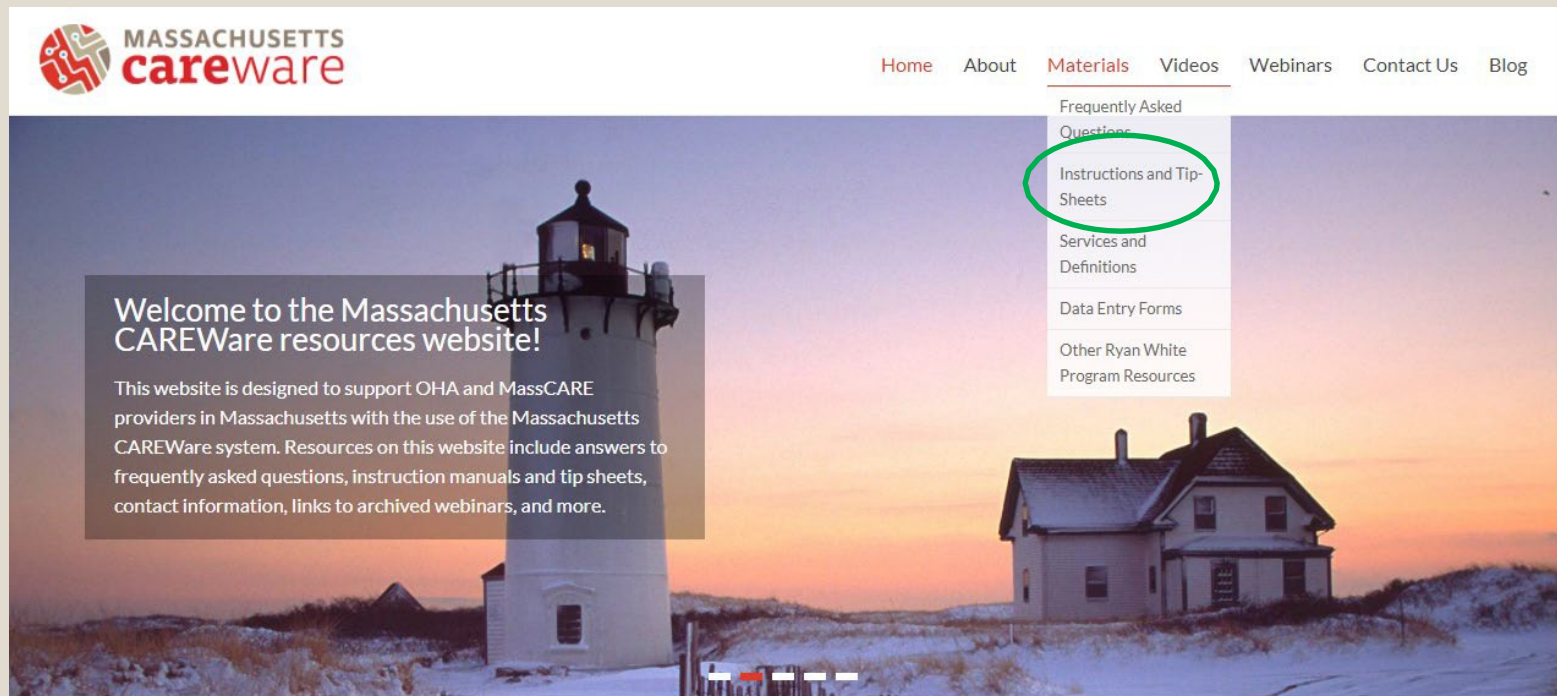 MASSACHUSETTS
careware
Home About Materials Videos Webinars Contact Us Blog
Frequently Asked
Questions
Instructions and Tip-
Sheets
Services and
Definitions
Data Entry Forms
Other Ryan White
Program Resources
Welcome to the Massachusetts
CAREWare resources website!
This website is designed to support OHA and MassCARE
providers in Massachusetts with the use of the Massachusetts
CAREWare system. Resources on this website include answers to
frequently asked questions, instruction manuals and tip sheets,
contact information, links to archived webinars, and more.